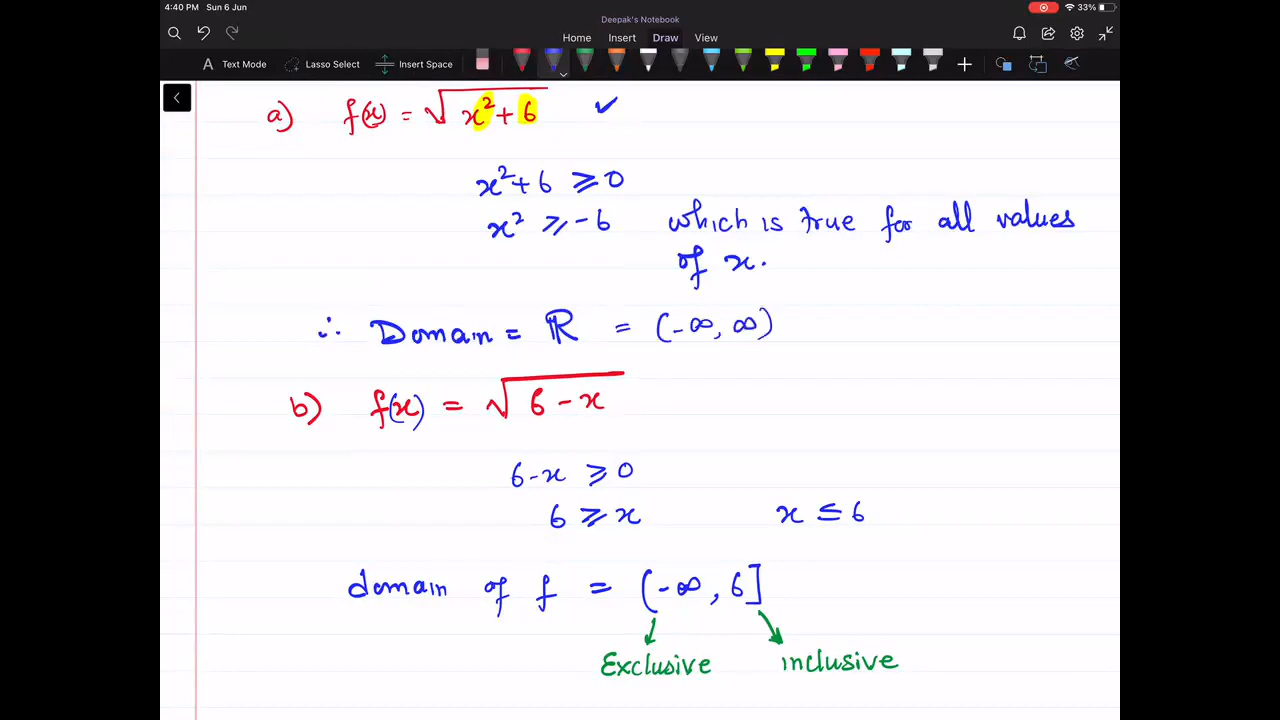 4:40 PM Sun 6 Jun
33%
Deepak's Notebook
Home Insert Draw View
A Text Mode Lasso Select Insert Space
a) f(x) = √(x²+6) ✓
x²+6 ≥ 0
x² ≥ -6 which is true for all values
of x.
∴ Domain = ℝ = (-∞, ∞)
b) f(x) = √(6-x)
6-x ≥ 0
6 ≥ x x ≤ 6
domain of f = (-∞, 6]
Exclusive inclusive